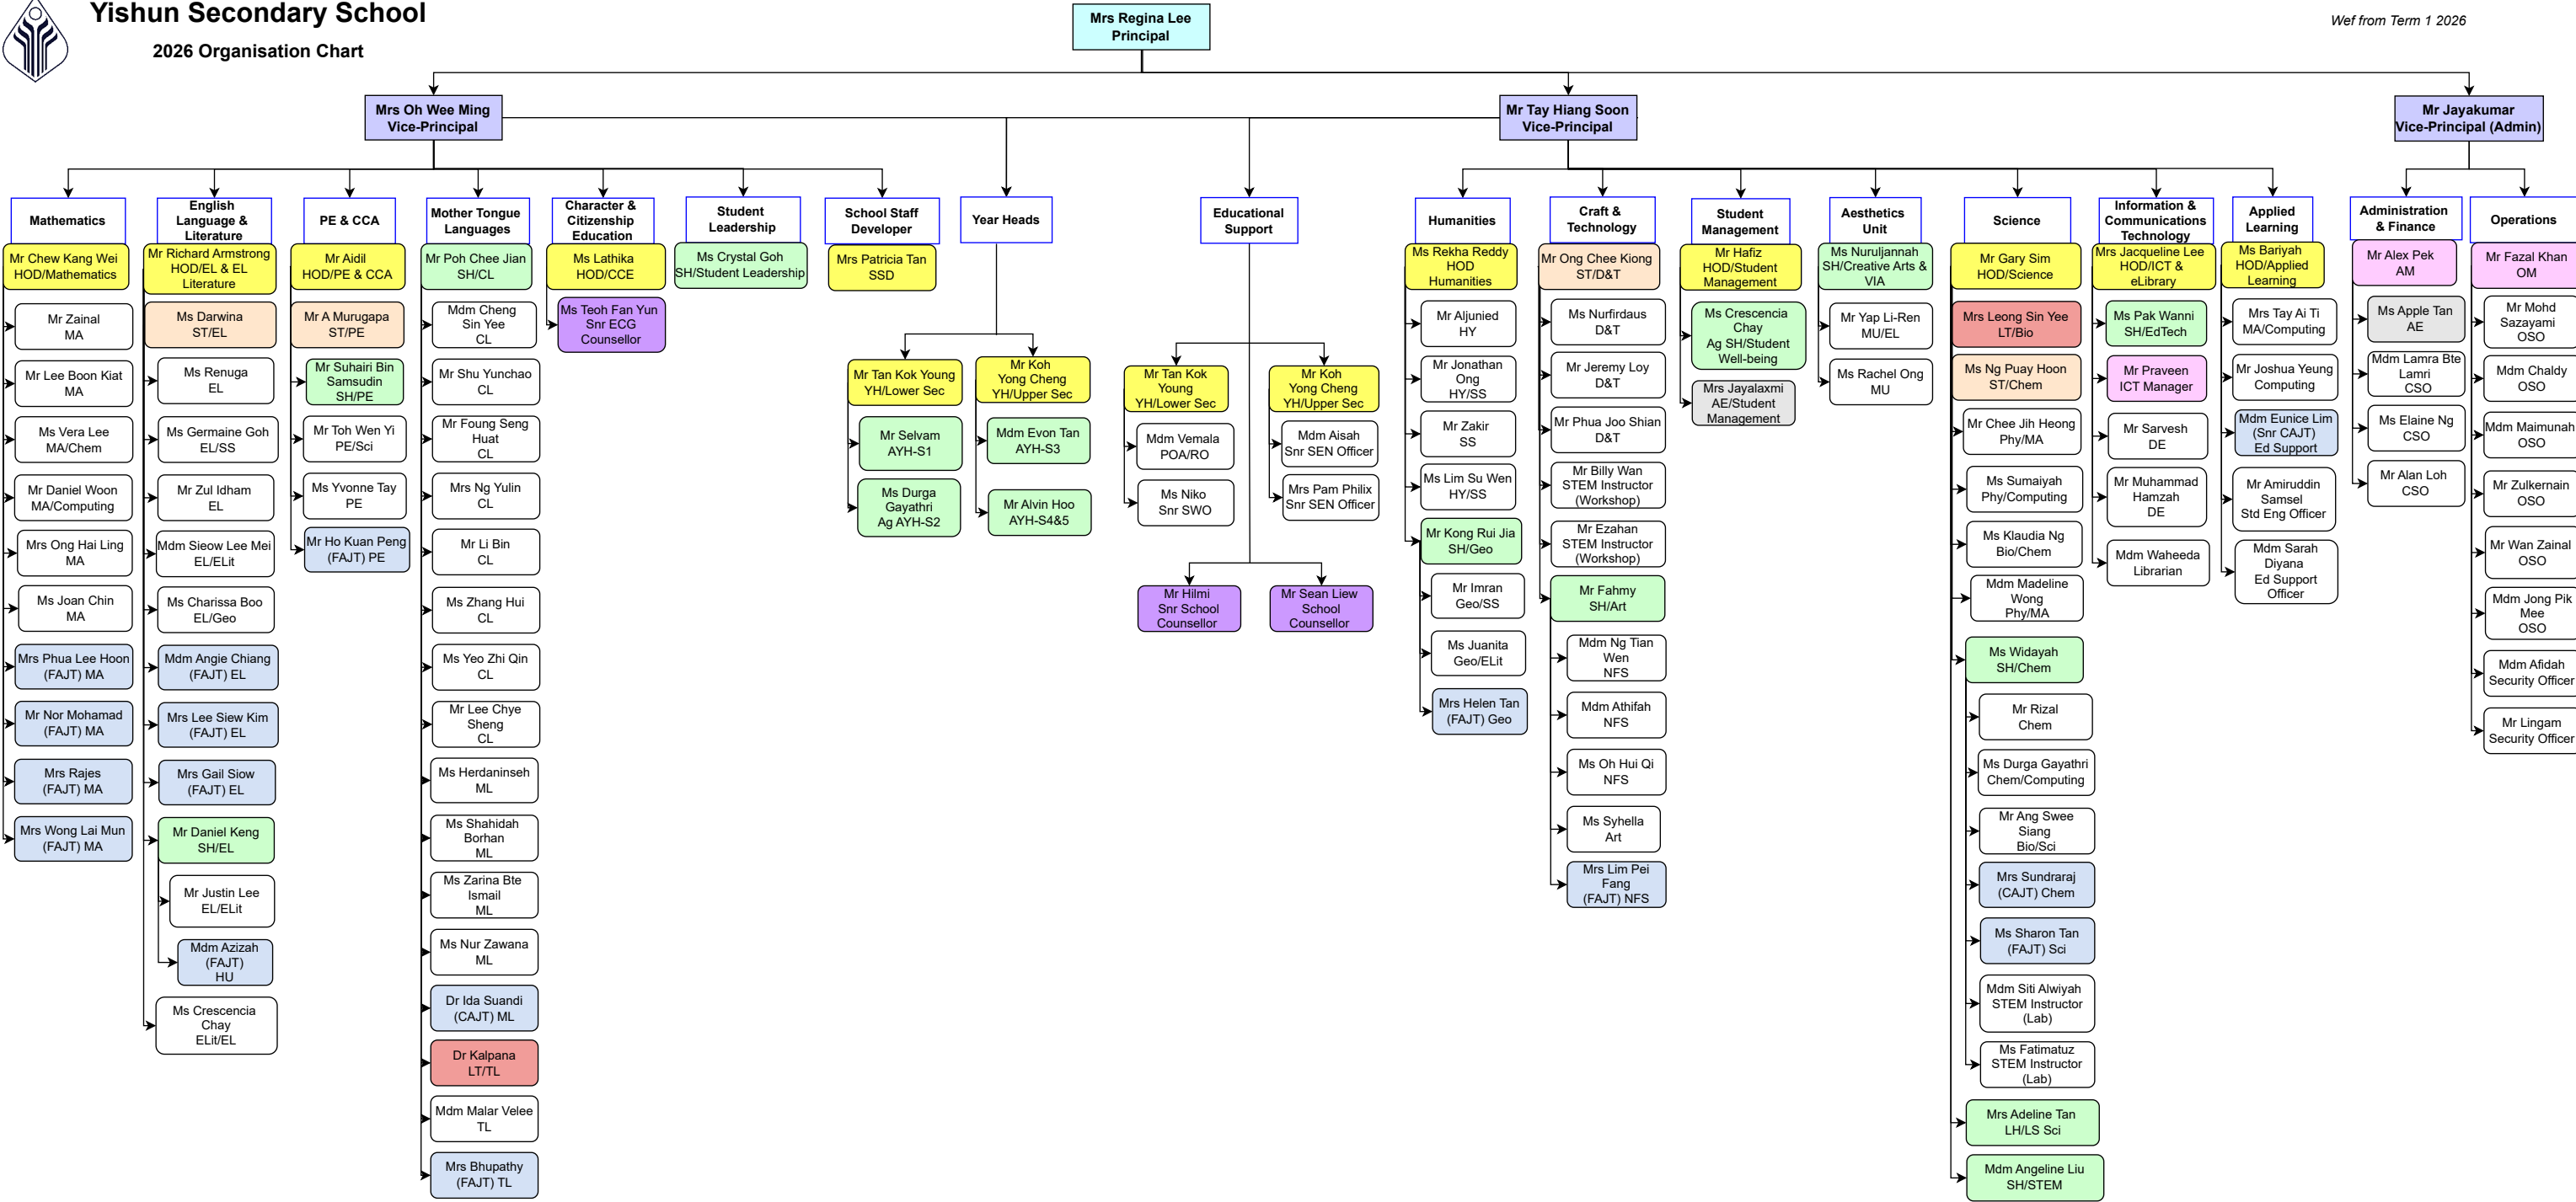 Yishun Secondary School
2026 Organisation Chart
Wef from Term 1 2026
Mrs Regina Lee
Principal
Mrs Oh Wee Ming
Vice-Principal
Mr Tay Hiang Soon
Vice-Principal
Mr Jayakumar
Vice-Principal (Admin)
Mathematics
Mr Chew Kang Wei
HOD/Mathematics
Mr Zainal
MA
Mr Lee Boon Kiat
MA
Ms Vera Lee
MA/Chem
Mr Daniel Woon
MA/Computing
Mrs Ong Hai Ling
MA
Ms Joan Chin
MA
Mrs Phua Lee Hoon
(FAJT) MA
Mr Nor Mohamad
(FAJT) MA
Mrs Rajes
(FAJT) MA
Mrs Wong Lai Mun
(FAJT) MA
English
Language &
Literature
Mr Richard Armstrong
HOD/EL & EL
Literature
Ms Darwina
ST/EL
Ms Renuga
EL
Ms Germaine Goh
EL/SS
Mr Zul Idham
EL
Mdm Sieow Lee Mei
EL/ELit
Ms Charissa Boo
EL/Geo
Mdm Angie Chiang
(FAJT) EL
Mrs Lee Siew Kim
(FAJT) EL
Mrs Gail Siow
(FAJT) EL
Mr Daniel Keng
SH/EL
Mr Justin Lee
EL/ELit
Mdm Azizah
(FAJT)
HU
Ms Crescencia
Chay
ELit/EL
PE & CCA
Mr Aidil
HOD/PE & CCA
Mr A Murugapa
ST/PE
Mr Suhairi Bin
Samsudin
SH/PE
Mr Toh Wen Yi
PE/Sci
Ms Yvonne Tay
PE
Mr Ho Kuan Peng
(FAJT) PE
Mother Tongue
Languages
Mr Poh Chee Jian
SH/CL
Mdm Cheng
Sin Yee
CL
Mr Shu Yunchao
CL
Mr Foung Seng
Huat
CL
Mrs Ng Yulin
CL
Mr Li Bin
CL
Ms Zhang Hui
CL
Ms Yeo Zhi Qin
CL
Mr Lee Chye
Sheng
CL
Ms Herdaninseh
ML
Ms Shahidah
Borhan
ML
Ms Zarina Bte
Ismail
ML
Ms Nur Zawana
ML
Dr Ida Suandi
(CAJT) ML
Dr Kalpana
LT/TL
Mdm Malar Velee
TL
Mrs Bhupathy
(FAJT) TL
Character &
Citizenship
Education
Ms Lathika
HOD/CCE
Ms Teoh Fan Yun
Snr ECG
Counsellor
Student
Leadership
Ms Crystal Goh
SH/Student Leadership
School Staff
Developer
Mrs Patricia Tan
SSD
Year Heads
Mr Tan Kok Young
YH/Lower Sec
Mr Selvam
AYH-S1
Ms Durga
Gayathri
Ag AYH-S2
Mr Koh
Yong Cheng
YH/Upper Sec
Mdm Evon Tan
AYH-S3
Mr Alvin Hoo
AYH-S4&5
Educational
Support
Mr Tan Kok
Young
YH/Lower Sec
Mdm Vemala
POA/RO
Ms Niko
Snr SWO
Mr Koh
Yong Cheng
YH/Upper Sec
Mdm Aisah
Snr SEN Officer
Mrs Pam Philix
Snr SEN Officer
Mr Hilmi
Snr School
Counsellor
Mr Sean Liew
School
Counsellor
Humanities
Ms Rekha Reddy
HOD
Humanities
Mr Aljunied
HY
Mr Jonathan
Ong
HY/SS
Mr Zakir
SS
Ms Lim Su Wen
HY/SS
Mr Kong Rui Jia
SH/Geo
Mr Imran
Geo/SS
Ms Juanita
Geo/ELit
Mrs Helen Tan
(FAJT) Geo
Craft &
Technology
Mr Ong Chee Kiong
ST/D&T
Ms Nurfirdaus
D&T
Mr Jeremy Loy
D&T
Mr Phua Joo Shian
D&T
Mr Billy Wan
STEM Instructor
(Workshop)
Mr Ezahan
STEM Instructor
(Workshop)
Mr Fahmy
SH/Art
Mdm Ng Tian
Wen
NFS
Mdm Athifah
NFS
Ms Oh Hui Qi
NFS
Ms Syhella
Art
Mrs Lim Pei
Fang
(FAJT) NFS
Student
Management
Mr Hafiz
HOD/Student
Management
Ms Crescencia
Chay
Ag SH/Student
Well-being
Mrs Jayalaxmi
AE/Student
Management
Aesthetics
Unit
Ms Nuruljannah
SH/Creative Arts &
VIA
Mr Yap Li-Ren
MU/EL
Ms Rachel Ong
MU
Science
Mr Gary Sim
HOD/Science
Mrs Leong Sin Yee
LT/Bio
Ms Ng Puay Hoon
ST/Chem
Mr Chee Jih Heong
Phy/MA
Ms Sumaiyah
Phy/Computing
Ms Klaudia Ng
Bio/Chem
Mdm Madeline
Wong
Phy/MA
Ms Widayah
SH/Chem
Mr Rizal
Chem
Ms Durga Gayathri
Chem/Computing
Mr Ang Swee
Siang
Bio/Sci
Mrs Sundraraj
(CAJT) Chem
Ms Sharon Tan
(FAJT) Sci
Mdm Siti Alwiyah
STEM Instructor
(Lab)
Ms Fatimatuz
STEM Instructor
(Lab)
Mrs Adeline Tan
LH/LS Sci
Mdm Angeline Liu
SH/STEM
Information &
Communications
Technology
Mrs Jacqueline Lee
HOD/ICT &
eLibrary
Ms Pak Wanni
SH/EdTech
Mr Praveen
ICT Manager
Mr Sarvesh
DE
Mr Muhammad
Hamzah
DE
Mdm Waheeda
Librarian
Applied
Learning
Ms Bariyah
HOD/Applied
Learning
Mrs Tay Ai Ti
MA/Computing
Mr Joshua Yeung
Computing
Mdm Eunice Lim
(Snr CAJT)
Ed Support
Mr Amiruddin
Samsel
Std Eng Officer
Mdm Sarah
Diyana
Ed Support
Officer
Administration
& Finance
Mr Alex Pek
AM
Ms Apple Tan
AE
Mdm Lamra Bte
Lamri
CSO
Ms Elaine Ng
CSO
Mr Alan Loh
CSO
Operations
Mr Fazal Khan
OM
Mr Mohd
Sazayami
OSO
Mdm Chaldy
OSO
Mdm Maimunah
OSO
Mr Zulkernain
OSO
Mr Wan Zainal
OSO
Mdm Jong Pik
Mee
OSO
Mdm Afidah
Security Officer
Mr Lingam
Security Officer